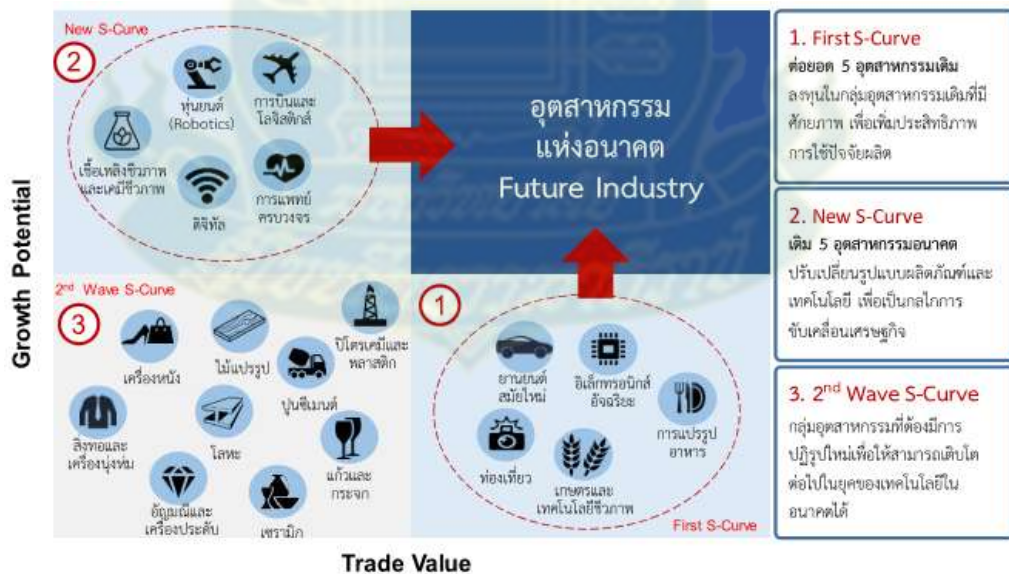 New S-Curve
2
หุ่นยนต์
(Robotics)
การบินและ
โลจิสติกส์
เชื้อเพลิงชีวภาพ
และเคมีชีวภาพ
ดิจิทัล
การแพทย์
ครบวงจร
อุตสาหกรรม
แห่งอนาคต
Future Industry
Growth Potential
2nd Wave S-Curve
3
เครื่องหนัง
ไม้แปรรูป
ปูนซีเมนต์
ปิโตรเคมีและ
พลาสติก
สิ่งทอและ
เครื่องนุ่งห่ม
โลหะ
แก้วและ
กระจก
อัญมณีและ
เครื่องประดับ
เซรามิก
1
ยานยนต์
สมัยใหม่
อิเล็กทรอนิกส์
อัจฉริยะ
การแปรรูป
อาหาร
ท่องเที่ยว
เกษตรและ
เทคโนโลยีชีวภาพ
First S-Curve
Trade Value
1. First S-Curve
ต่อยอด 5 อุตสาหกรรมเดิม
ลงทุนในกลุ่มอุตสาหกรรมเดิมที่มี
ศักยภาพ เพื่อเพิ่มประสิทธิภาพ
การใช้ปัจจัยผลิต
2. New S-Curve
เติม 5 อุตสาหกรรมอนาคต
ปรับเปลี่ยนรูปแบบผลิตภัณฑ์และ
เทคโนโลยี เพื่อเป็นกลไกการ
ขับเคลื่อนเศรษฐกิจ
3. 2nd Wave S-Curve
กลุ่มอุตสาหกรรมที่ต้องมีการ
ปฏิรูปใหม่เพื่อให้สามารถเติบโต
ต่อไปในยุคของเทคโนโลยีใน
อนาคตได้